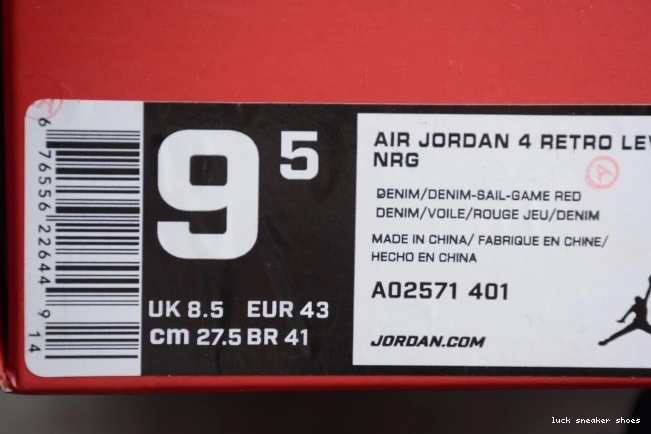 6 76556 22644 9 14
9 5
UK 8.5 EUR 43
cm 27.5 BR 41
AIR JORDAN 4 RETRO LEV
NRG
DENIM/DENIM-SAIL-GAME RED
DENIM/VOILE/ROUGE JEU/DENIM
MADE IN CHINA/ FABRIQUE EN CHINE/
HECHO EN CHINA
AO2571 401
JORDAN.COM
A
luck sneaker shoes